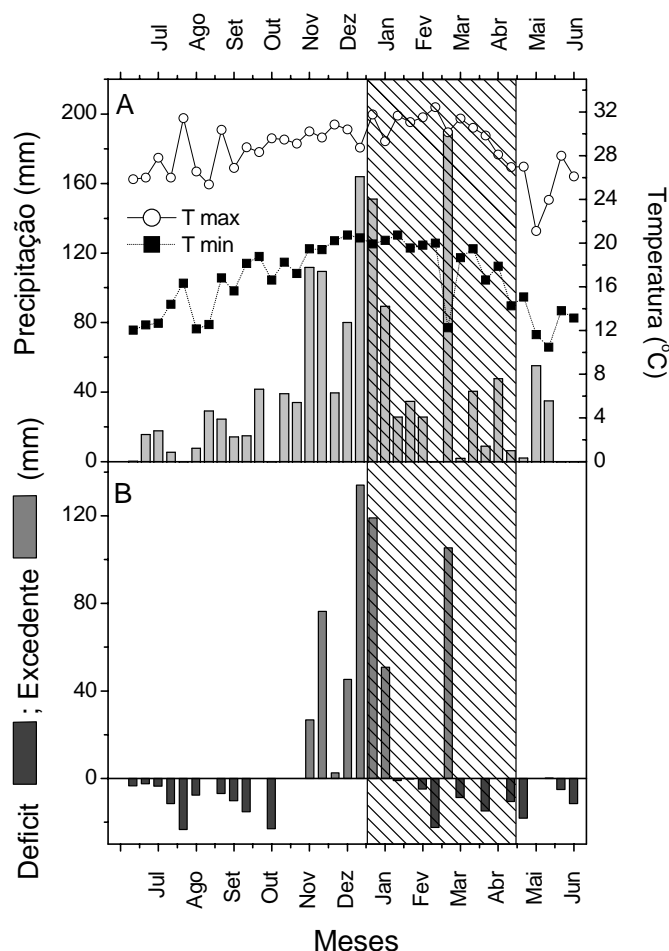 Jul Ago Set Out Nov Dez Jan Fev Mar Abr Mai Jun
A
200
160
120
80
40
0
Precipitação (mm)
T max
T min
32
28
24
20
16
12
8
4
0
Temperatura (°C)
B
120
80
40
0
Deficit ; Excedente (mm)
Jul Ago Set Out Nov Dez Jan Fev Mar Abr Mai Jun
Meses